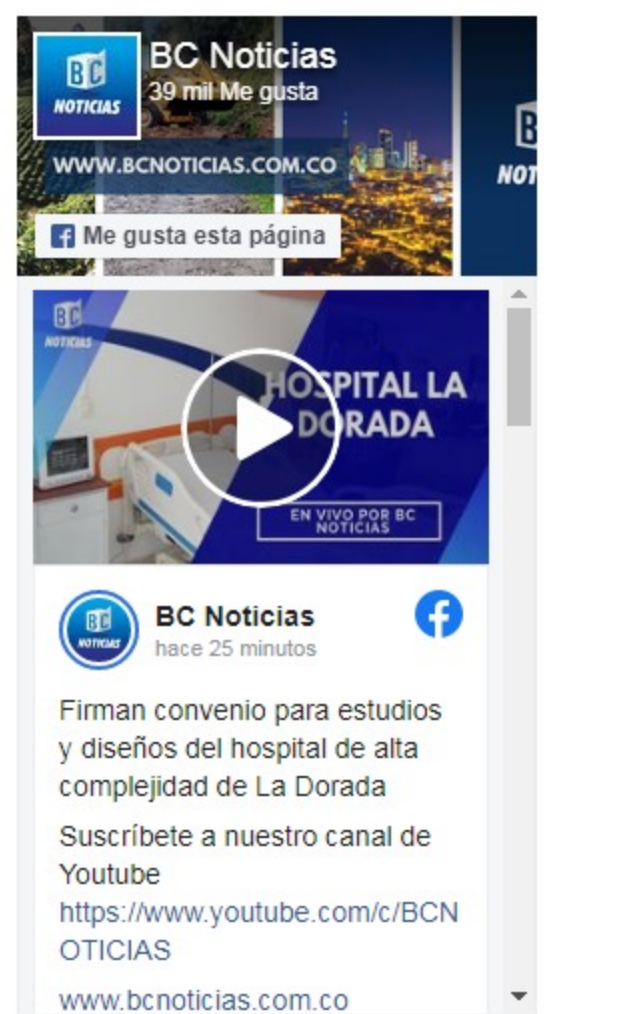 BC
NOTICIAS
BC Noticias
39 mil Me gusta
WWW.BCNOTICIAS.COM.CO
B
NOT
Me gusta esta página
BC
NOTICIAS
HOSPITAL LA
DORADA
EN VIVO POR BC
NOTICIAS
BC
NOTICIAS
BC Noticias
hace 25 minutos
Firman convenio para estudios
y diseños del hospital de alta
complejidad de La Dorada
Suscríbete a nuestro canal de
Youtube
https://www.youtube.com/c/BCN
OTICIAS
www.bcnoticias.com.co